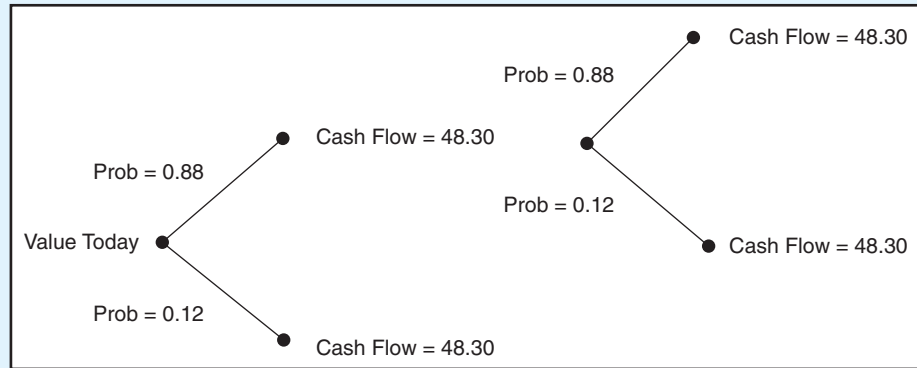 Cash Flow = 48.30
Prob = 0.88
Cash Flow = 48.30
Prob = 0.88
Prob = 0.12
Value Today
Cash Flow = 48.30
Prob = 0.12
Cash Flow = 48.30